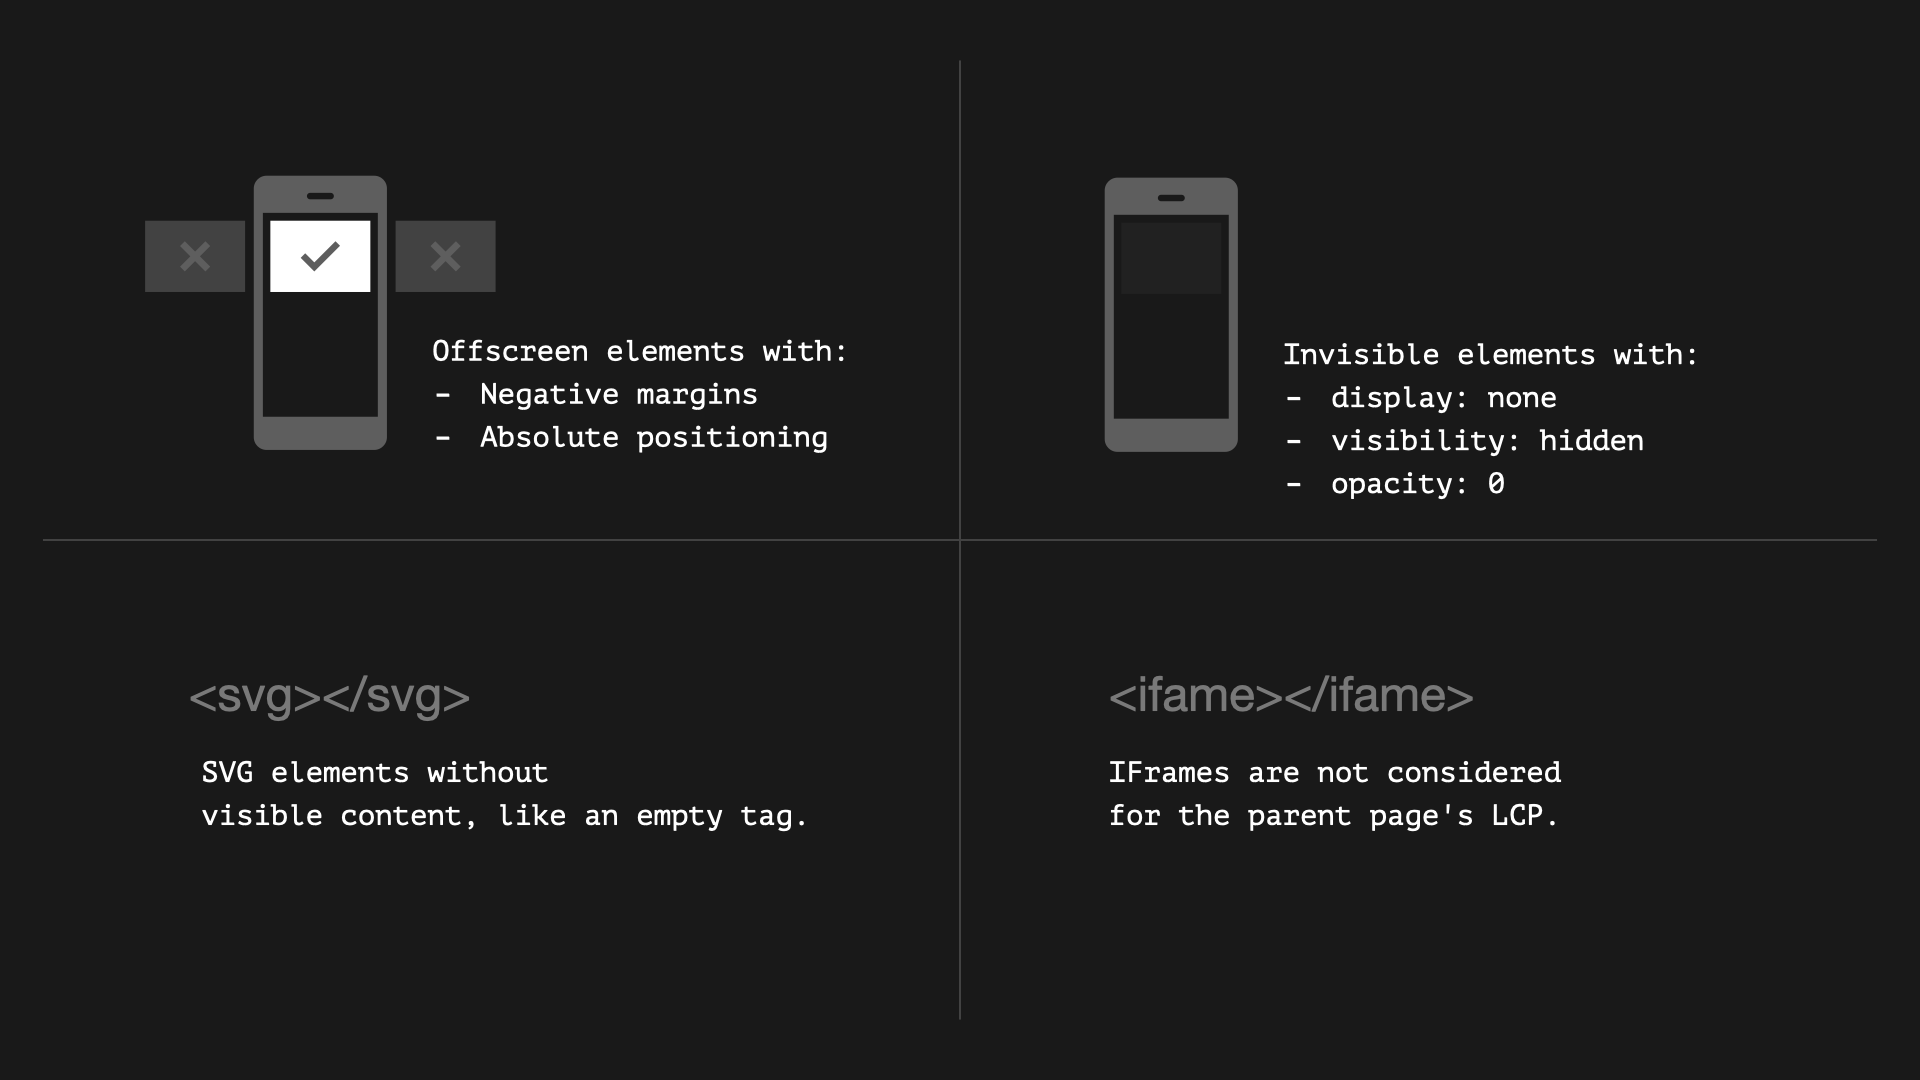 Offscreen elements with:
- Negative margins
- Absolute positioning
Invisible elements with:
- display: none
- visibility: hidden
- opacity: 0
<svg></svg>
SVG elements without
visible content, like an empty tag.
<ifame></ifame>
IFrames are not considered
for the parent page's LCP.